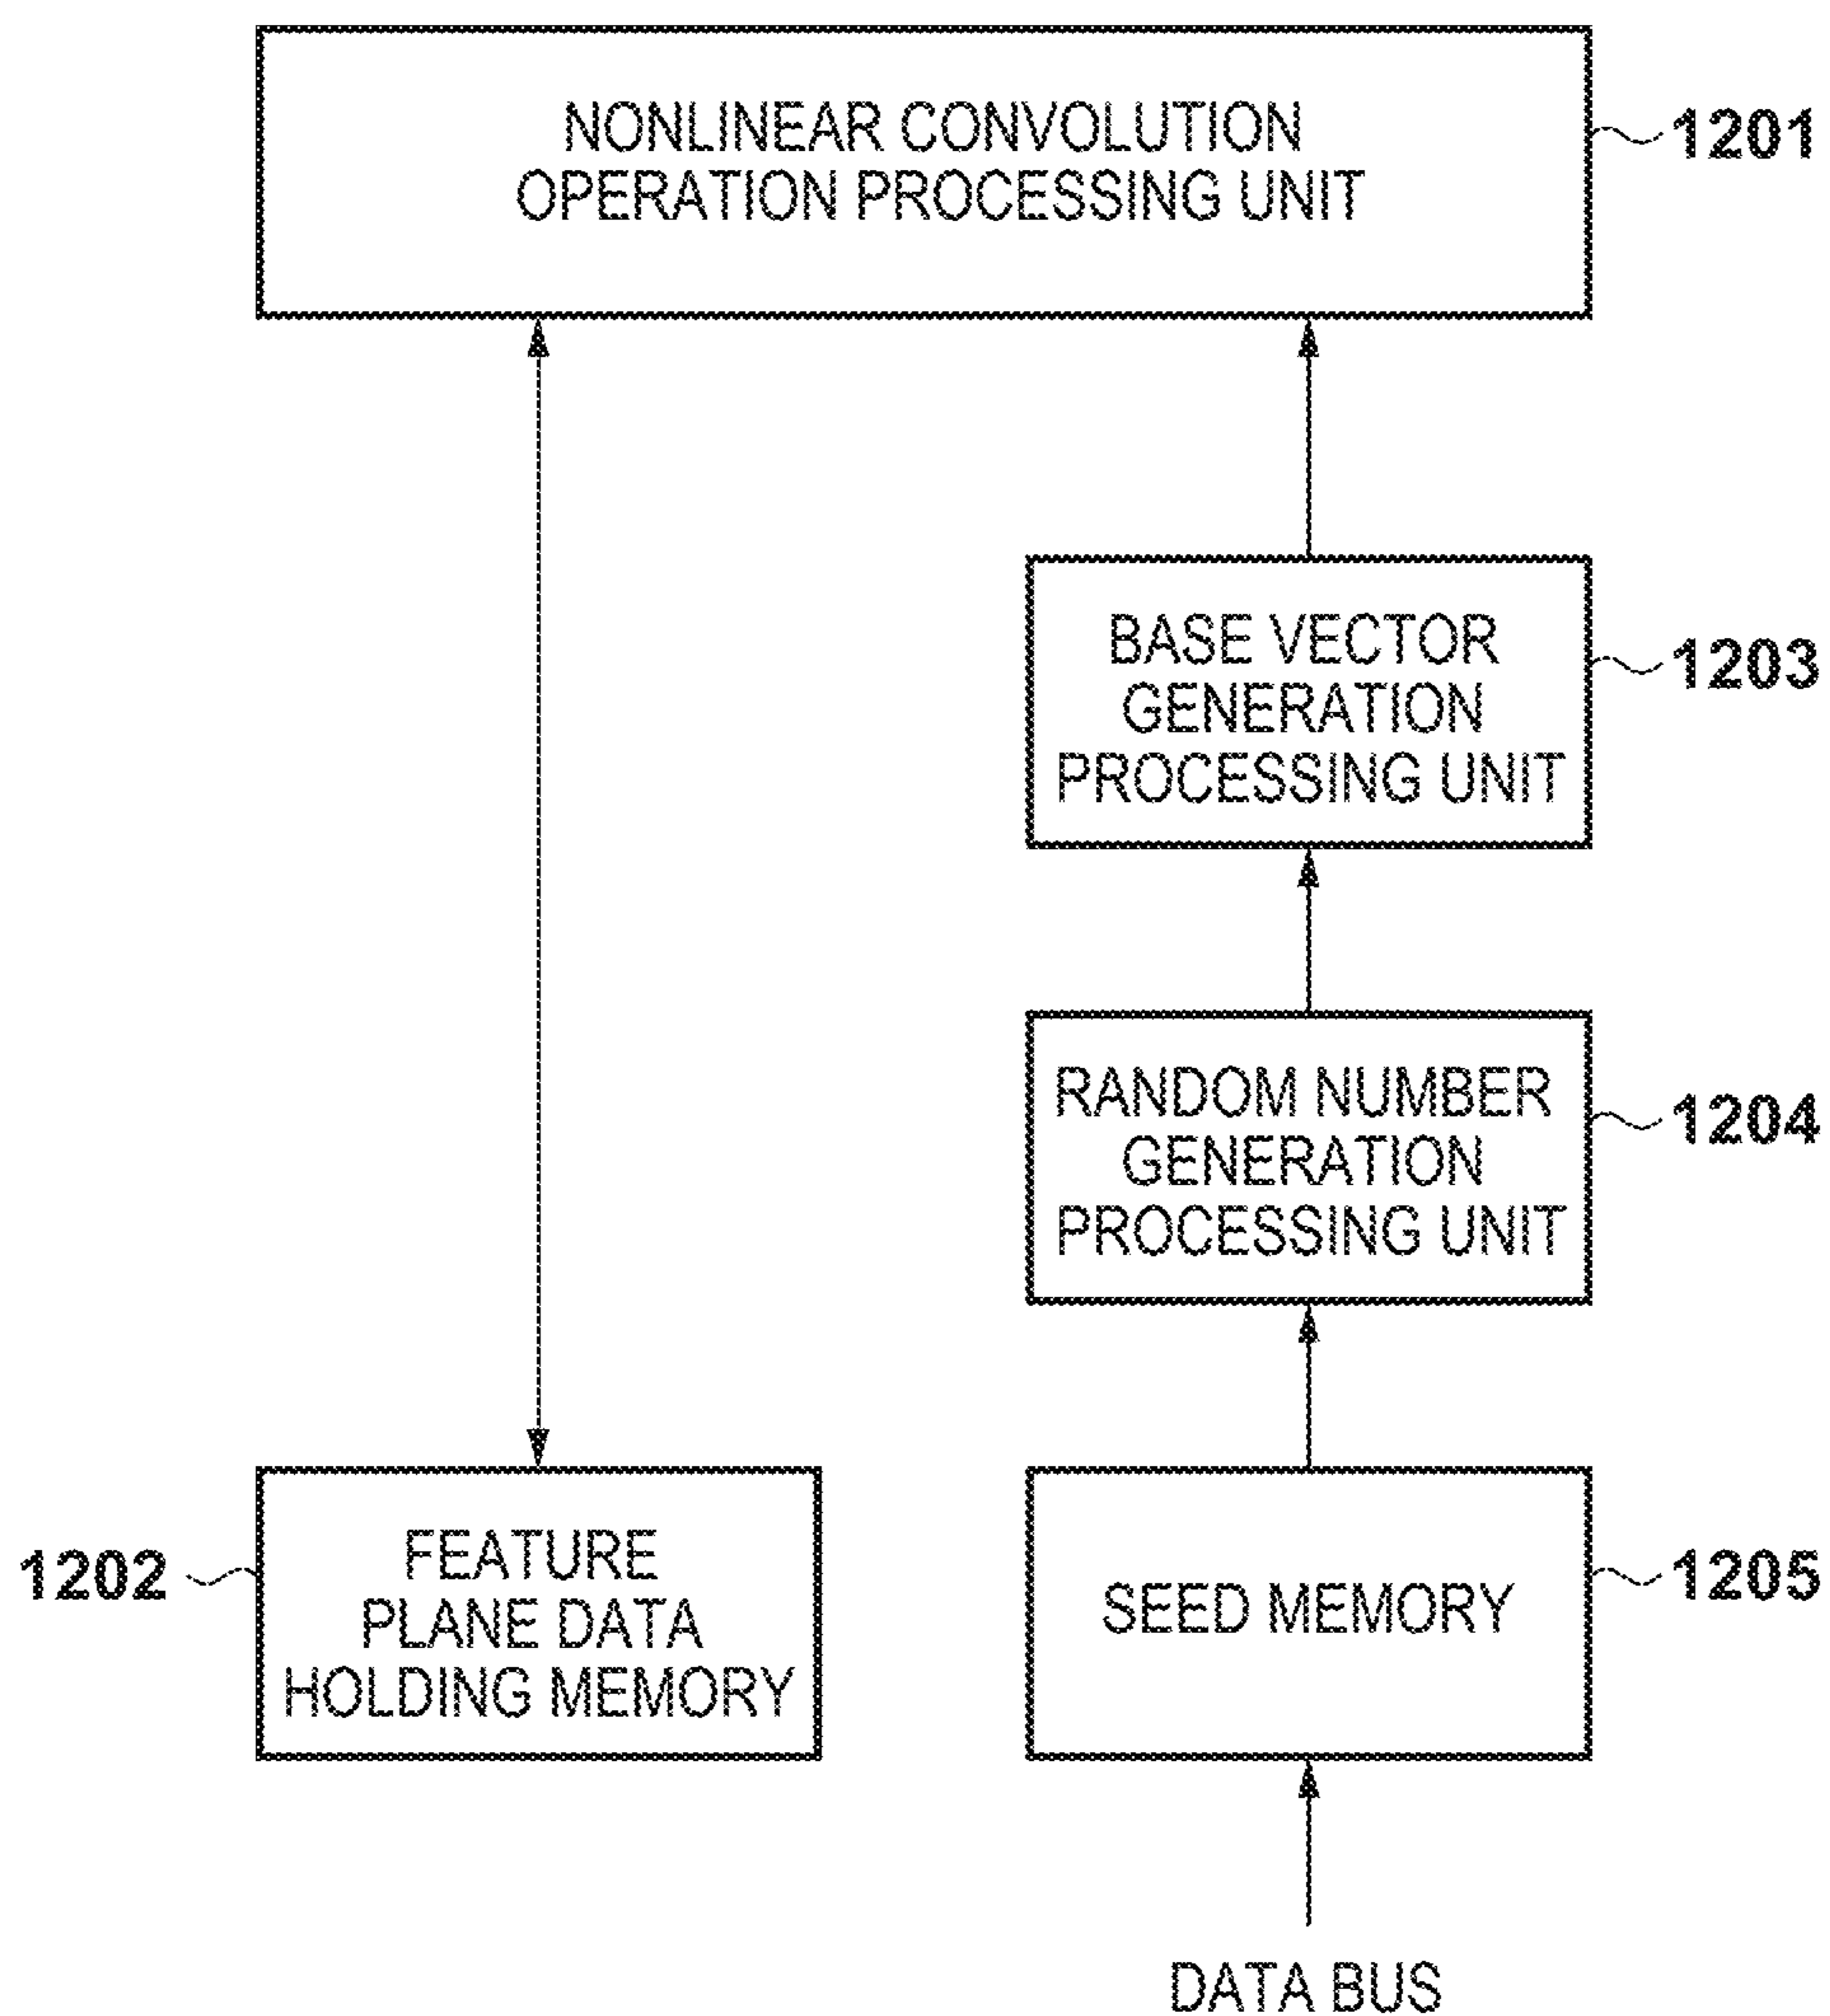 NONLINEAR CONVOLUTION
OPERATION PROCESSING UNIT
1201
BASE VECTOR
GENERATION
PROCESSING UNIT
1203
RANDOM NUMBER
GENERATION
PROCESSING UNIT
1204
1202
FEATURE
PLANE DATA
HOLDING MEMORY
SEED MEMORY
1205
DATA BUS